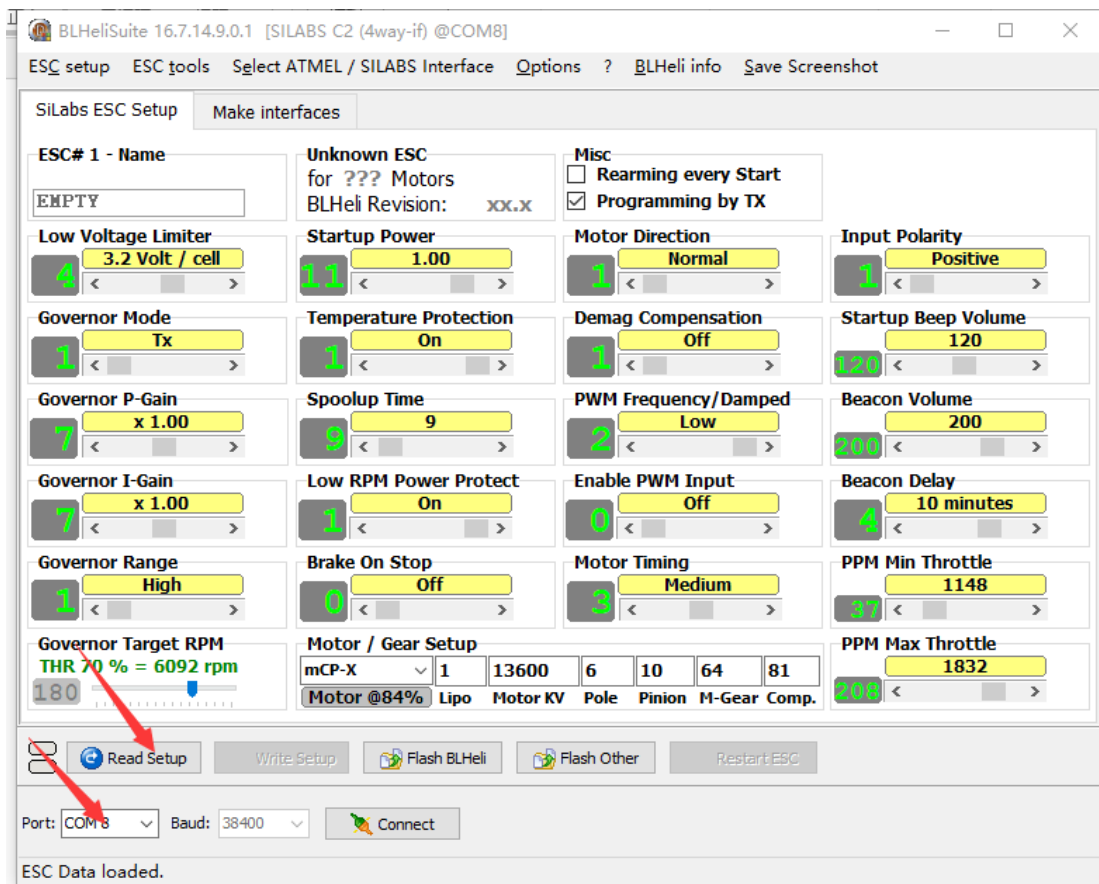 BLHeliSuite 16.7.14.9.0.1 [SILABS C2 (4way-if) @COM8]
ESC setup ESC tools Select ATMEL / SILABS Interface Options ? BLHeli info Save Screenshot
SiLabs ESC Setup Make interfaces
ESC# 1 - Name
EMPTY
Unknown ESC
for ??? Motors
BLHeli Revision: xx.x
Misc
Rearming every Start
Programming by TX
Low Voltage Limiter
3.2 Volt / cell
4
Startup Power
1.00
11
Motor Direction
Normal
1
Input Polarity
Positive
1
Governor Mode
Tx
1
Temperature Protection
On
1
Demag Compensation
Off
1
Startup Beep Volume
120
120
Governor P-Gain
x 1.00
7
Spoolup Time
9
9
PWM Frequency/Damped
Low
2
Beacon Volume
200
200
Governor I-Gain
x 1.00
7
Low RPM Power Protect
On
1
Enable PWM Input
Off
0
Beacon Delay
10 minutes
4
Governor Range
High
1
Brake On Stop
Off
0
Motor Timing
Medium
3
PPM Min Throttle
1148
37
Governor Target RPM
THR 70 % = 6092 rpm
180
Motor / Gear Setup
mCP-X 1 13600 6 10 64 81
Motor @84% Lipo Motor KV Pole Pinion M-Gear Comp.
PPM Max Throttle
1832
208
Read Setup Write Setup Flash BLHeli Flash Other Restart ESC
Port: COM 8 Baud: 38400 Connect
ESC Data loaded.